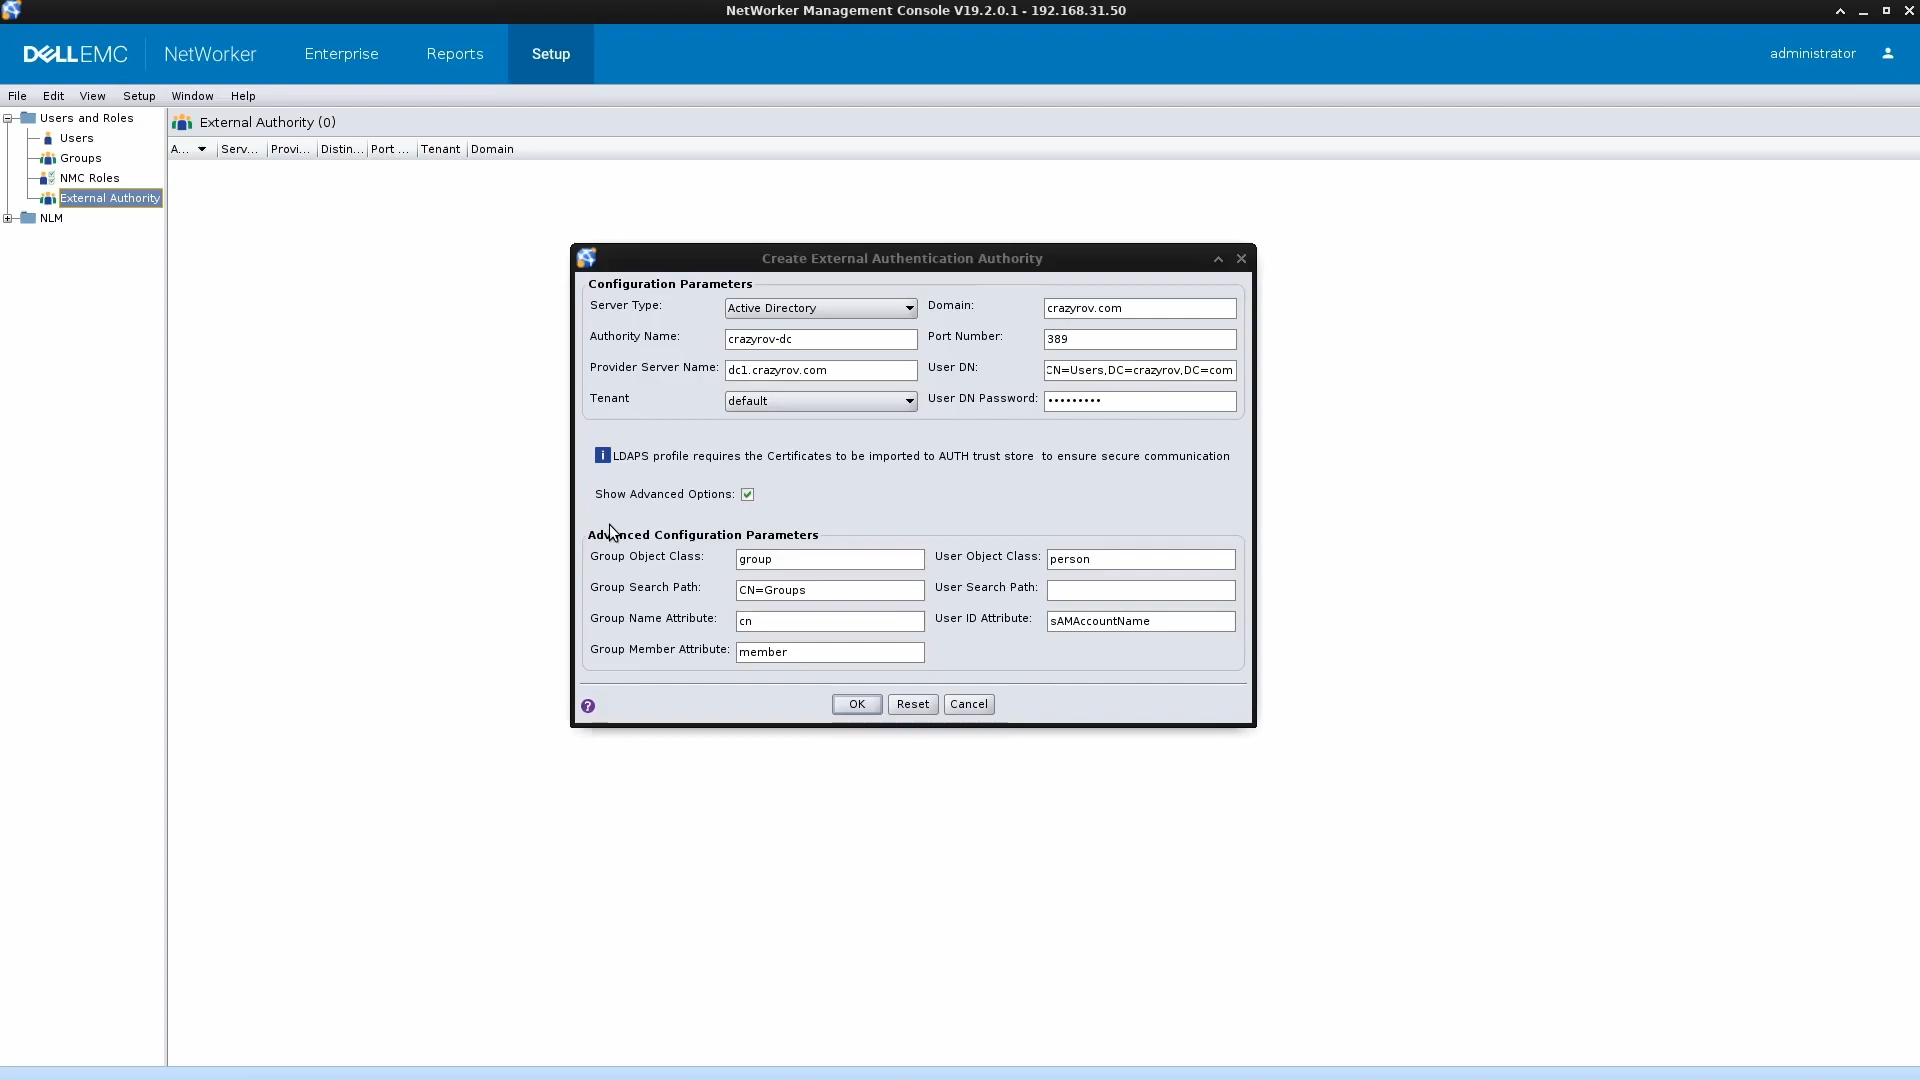 NetWorker Management Console V19.2.0.1 - 192.168.31.50
DELLEMC NetWorker Enterprise Reports Setup administrator
File Edit View Setup Window Help
Users and Roles
Users
Groups
NMC Roles
External Authority
NLM
External Authority (0)
A... Serv... Provi... Distin... Port ... Tenant Domain
Create External Authentication Authority
Configuration Parameters
Server Type: Active Directory Domain: crazyrov.com
Authority Name: crazyrov-dc Port Number: 389
Provider Server Name: dc1.crazyrov.com User DN: CN=Users,DC=crazyrov,DC=com
Tenant default User DN Password: •••••••••
i LDAPS profile requires the Certificates to be imported to AUTH trust store to ensure secure communication
Show Advanced Options:
Advanced Configuration Parameters
Group Object Class: group User Object Class: person
Group Search Path: CN=Groups User Search Path:
Group Name Attribute: cn User ID Attribute: sAMAccountName
Group Member Attribute: member
? OK Reset Cancel